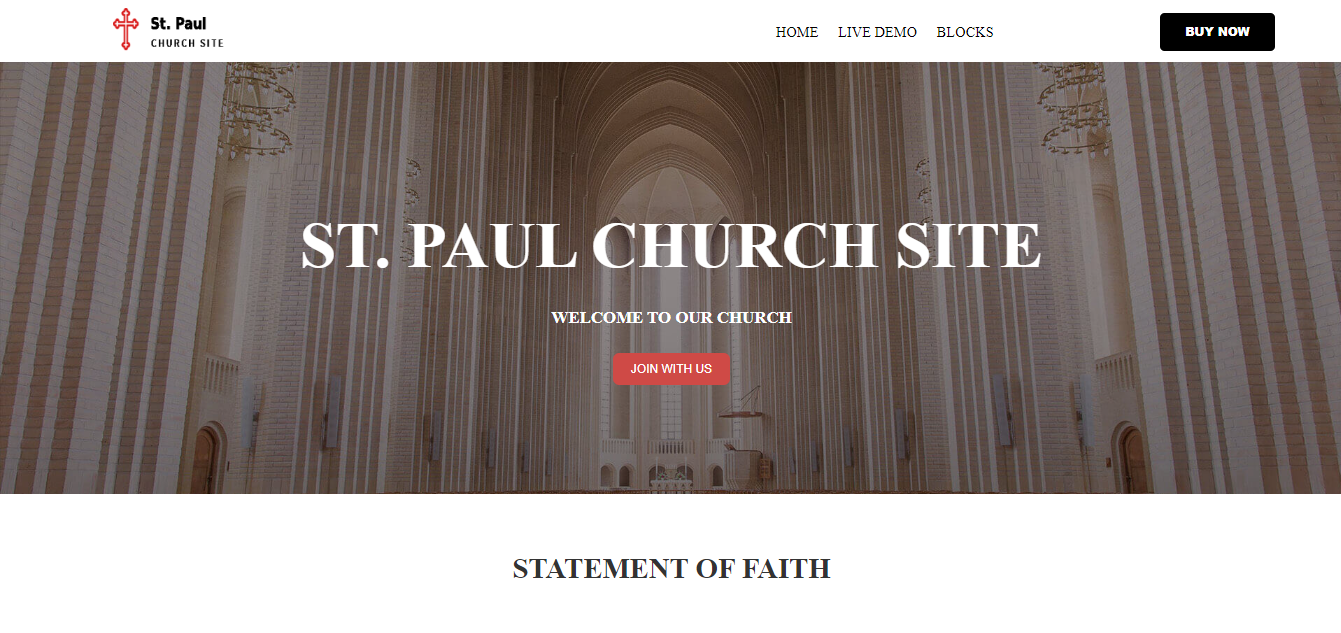 St. Paul
CHURCH SITE
HOME LIVE DEMO BLOCKS
BUY NOW
ST. PAUL CHURCH SITE
WELCOME TO OUR CHURCH
JOIN WITH US
STATEMENT OF FAITH